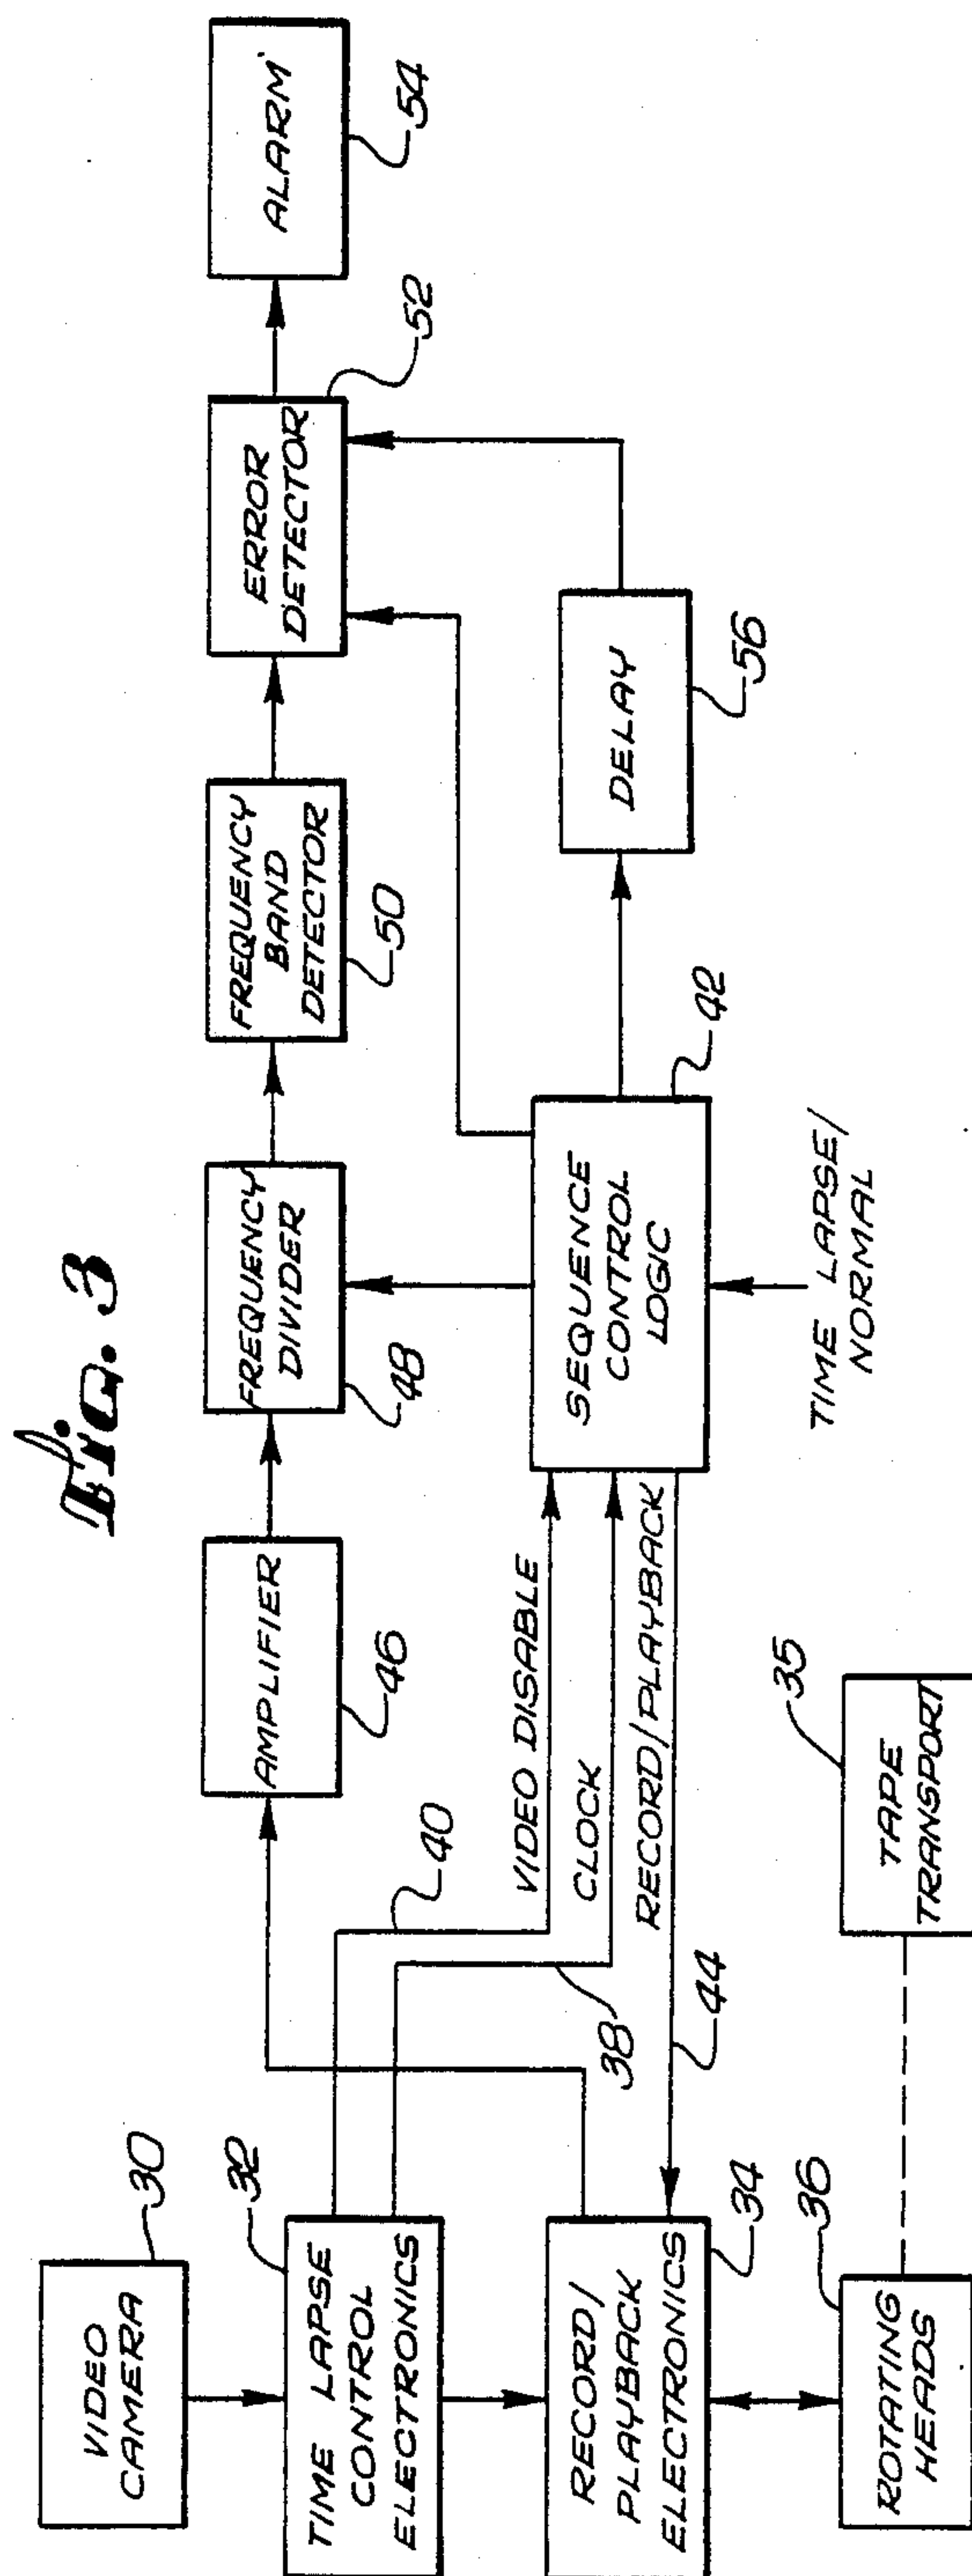 Fig. 3
VIDEO
CAMERA
30
TIME LAPSE
CONTROL
ELECTRONICS
32
RECORD/
PLAYBACK
ELECTRONICS
34
ROTATING
HEADS
36
TAPE
TRANSPORT
35
38
40
44
VIDEO DISABLE
CLOCK
RECORD/PLAYBACK
AMPLIFIER
46
FREQUENCY
DIVIDER
48
FREQUENCY
BAND
DETECTOR
50
ERROR
DETECTOR
52
ALARM
54
SEQUENCE
CONTROL
LOGIC
42
TIME LAPSE/
NORMAL
DELAY
56